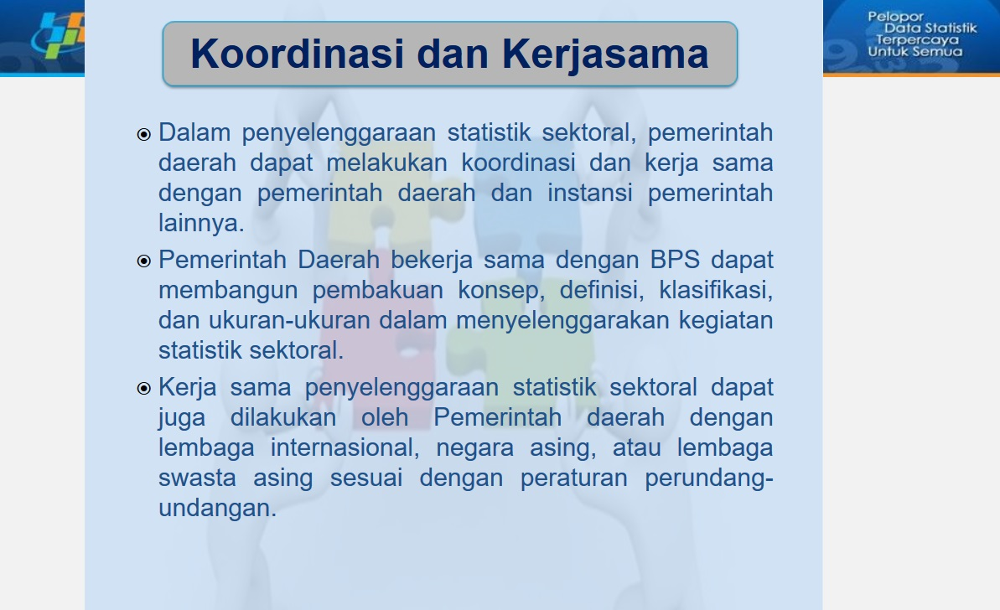 Pelopor
Data Statistik
Terpercaya
Untuk Semua
Koordinasi dan Kerjasama
Dalam penyelenggaraan statistik sektoral, pemerintah
daerah dapat melakukan koordinasi dan kerja sama
dengan pemerintah daerah dan instansi pemerintah
lainnya.
Pemerintah Daerah bekerja sama dengan BPS dapat
membangun pembakuan konsep, definisi, klasifikasi,
dan ukuran-ukuran dalam menyelenggarakan kegiatan
statistik sektoral.
Kerja sama penyelenggaraan statistik sektoral dapat
juga dilakukan oleh Pemerintah daerah dengan
lembaga internasional, negara asing, atau lembaga
swasta asing sesuai dengan peraturan perundang-
undangan.